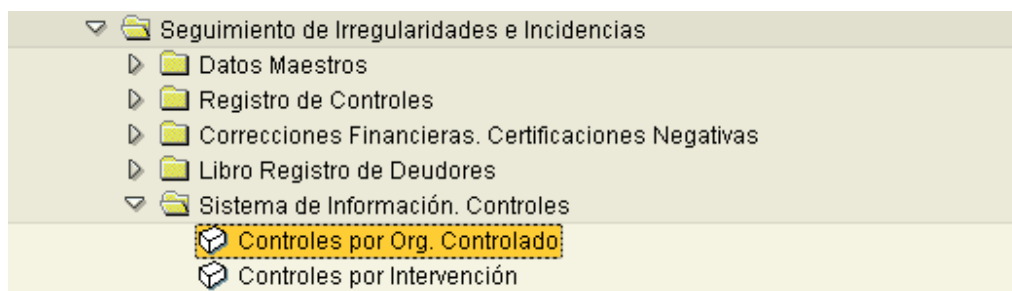 Seguimiento de Irregularidades e Incidencias
Datos Maestros
Registro de Controles
Correcciones Financieras. Certificaciones Negativas
Libro Registro de Deudores
Sistema de Información. Controles
Controles por Org. Controlado
Controles por Intervención